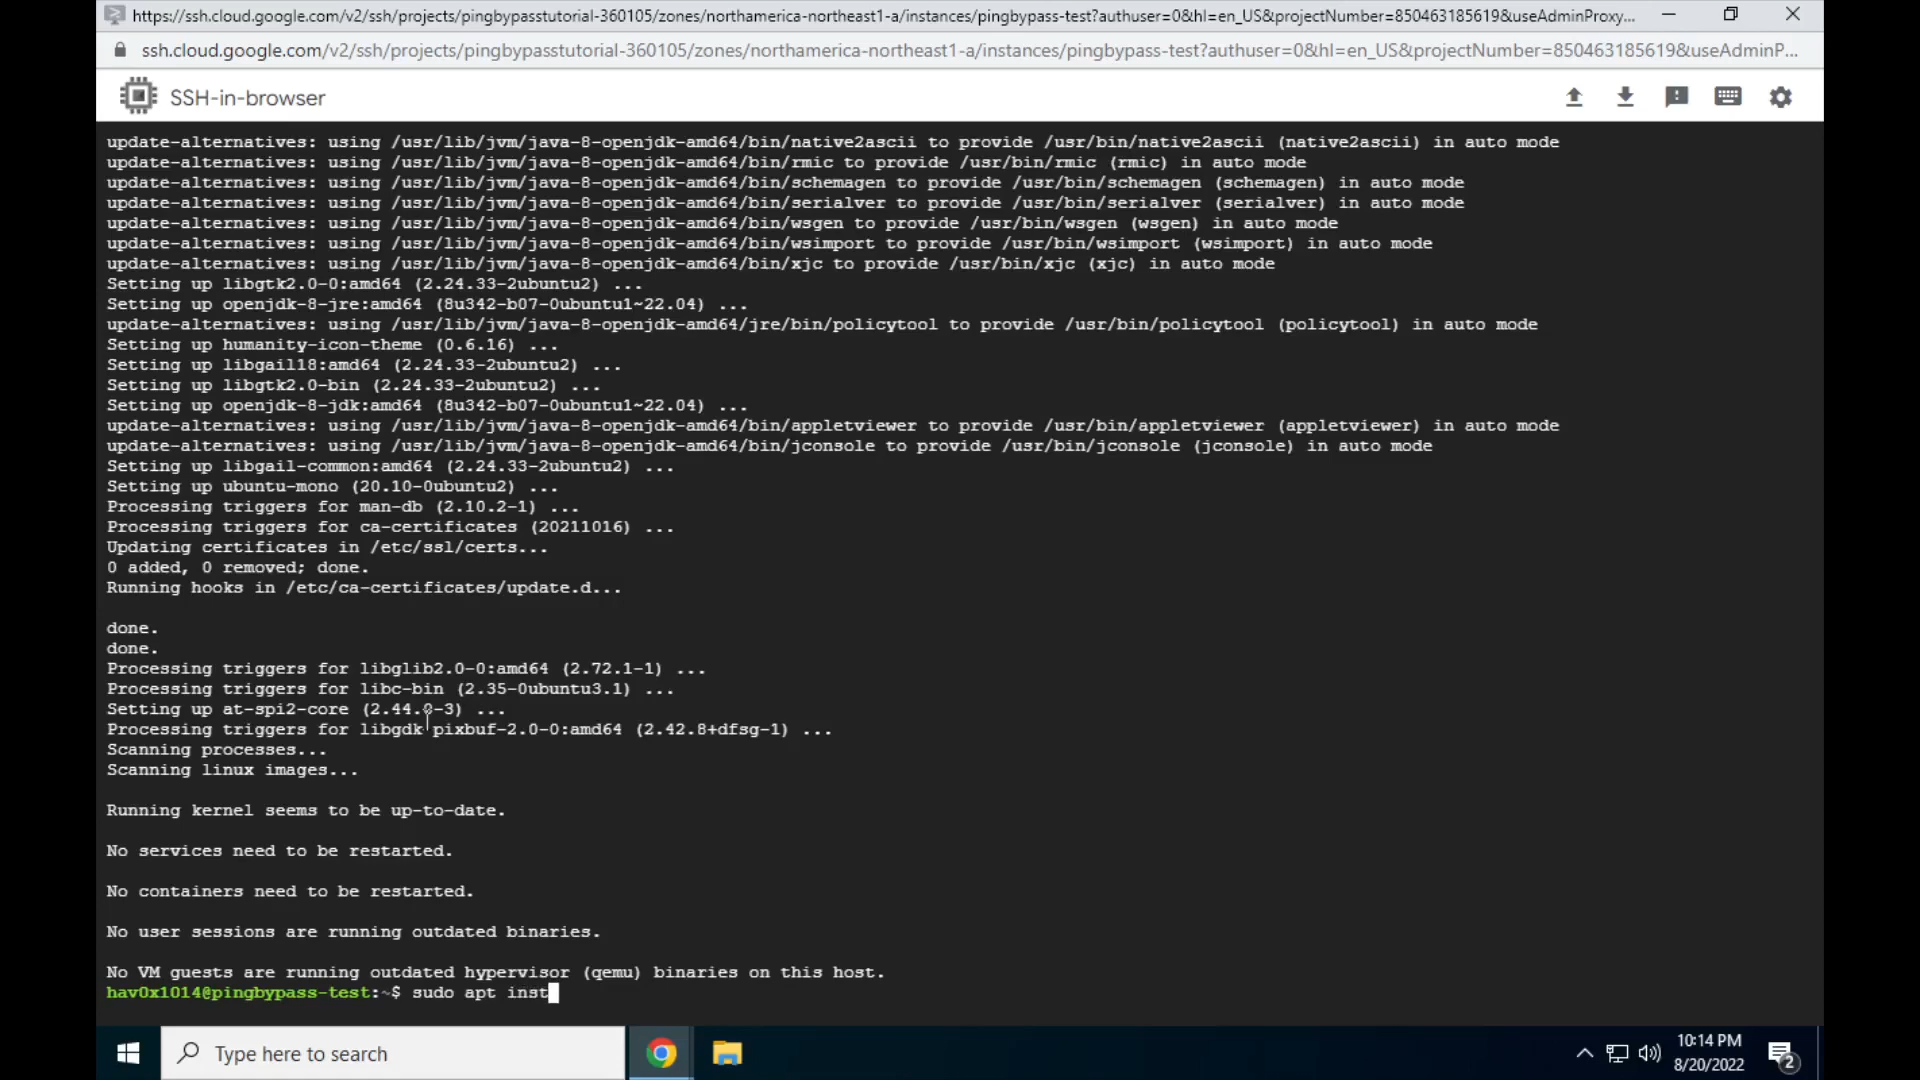 https://ssh.cloud.google.com/v2/ssh/projects/pingbypasstutorial-360105/zones/northamerica-northeast1-a/instances/pingbypass-test?authuser=0&hl=en_US&projectNumber=850463185619&useAdminProxy...
ssh.cloud.google.com/v2/ssh/projects/pingbypasstutorial-360105/zones/northamerica-northeast1-a/instances/pingbypass-test?authuser=0&hl=en_US&projectNumber=850463185619&useAdminP...
SSH-in-browser
update-alternatives: using /usr/lib/jvm/java-8-openjdk-amd64/bin/native2ascii to provide /usr/bin/native2ascii (native2ascii) in auto mode
update-alternatives: using /usr/lib/jvm/java-8-openjdk-amd64/bin/rmic to provide /usr/bin/rmic (rmic) in auto mode
update-alternatives: using /usr/lib/jvm/java-8-openjdk-amd64/bin/schemagen to provide /usr/bin/schemagen (schemagen) in auto mode
update-alternatives: using /usr/lib/jvm/java-8-openjdk-amd64/bin/serialver to provide /usr/bin/serialver (serialver) in auto mode
update-alternatives: using /usr/lib/jvm/java-8-openjdk-amd64/bin/wsgen to provide /usr/bin/wsgen (wsgen) in auto mode
update-alternatives: using /usr/lib/jvm/java-8-openjdk-amd64/bin/wsimport to provide /usr/bin/wsimport (wsimport) in auto mode
update-alternatives: using /usr/lib/jvm/java-8-openjdk-amd64/bin/xjc to provide /usr/bin/xjc (xjc) in auto mode
Setting up libgtk2.0-0:amd64 (2.24.33-2ubuntu2) ...
Setting up openjdk-8-jre:amd64 (8u342-b07-0ubuntu1~22.04) ...
update-alternatives: using /usr/lib/jvm/java-8-openjdk-amd64/jre/bin/policytool to provide /usr/bin/policytool (policytool) in auto mode
Setting up humanity-icon-theme (0.6.16) ...
Setting up libgail18:amd64 (2.24.33-2ubuntu2) ...
Setting up libgtk2.0-bin (2.24.33-2ubuntu2) ...
Setting up openjdk-8-jdk:amd64 (8u342-b07-0ubuntu1~22.04) ...
update-alternatives: using /usr/lib/jvm/java-8-openjdk-amd64/bin/appletviewer to provide /usr/bin/appletviewer (appletviewer) in auto mode
update-alternatives: using /usr/lib/jvm/java-8-openjdk-amd64/bin/jconsole to provide /usr/bin/jconsole (jconsole) in auto mode
Setting up libgail-common:amd64 (2.24.33-2ubuntu2) ...
Setting up ubuntu-mono (20.10-0ubuntu2) ...
Processing triggers for man-db (2.10.2-1) ...
Processing triggers for ca-certificates (20211016) ...
Updating certificates in /etc/ssl/certs...
0 added, 0 removed; done.
Running hooks in /etc/ca-certificates/update.d...
done.
done.
Processing triggers for libglib2.0-0:amd64 (2.72.1-1) ...
Processing triggers for libc-bin (2.35-0ubuntu3.1) ...
Setting up at-spi2-core (2.44.0-3) ...
Processing triggers for libgdk-pixbuf-2.0-0:amd64 (2.42.8+dfsg-1) ...
Scanning processes...
Scanning linux images...
Running kernel seems to be up-to-date.
No services need to be restarted.
No containers need to be restarted.
No user sessions are running outdated binaries.
No VM guests are running outdated hypervisor (qemu) binaries on this host.
hav0x1014@pingbypass-test:~$ sudo apt inst
Type here to search
10:14 PM
8/20/2022
2